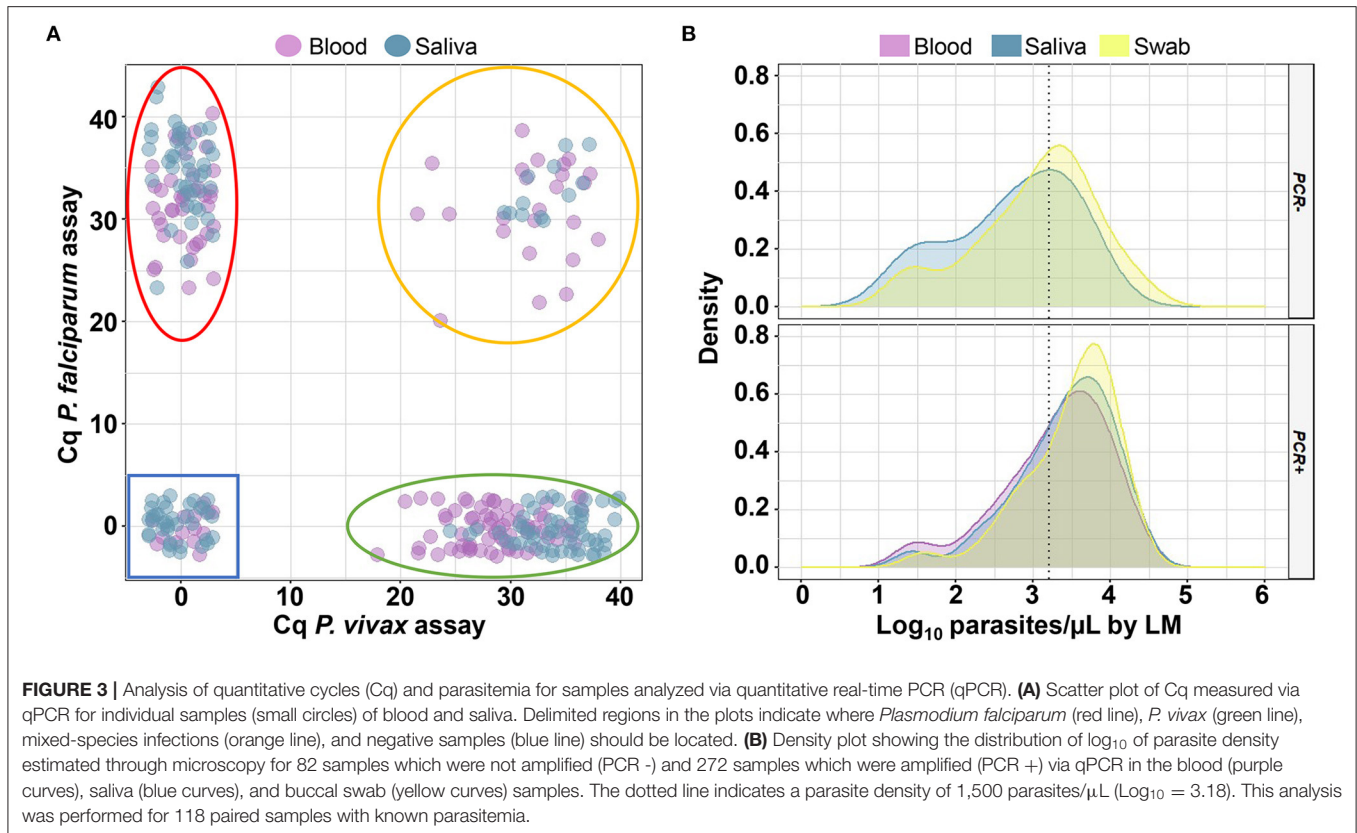 A
Blood Saliva
40
30
20
10
0
Cq P. falciparum assay
0 10 20 30 40
Cq P. vivax assay
B
Blood Saliva Swab
0.8
0.6
0.4
0.2
0.0
PCR-
0.8
0.6
0.4
0.2
0.0
PCR+
Density
0 1 2 3 4 5 6
Log10 parasites/µL by LM
FIGURE 3 | Analysis of quantitative cycles (Cq) and parasitemia for samples analyzed via quantitative real-time PCR (qPCR). (A) Scatter plot of Cq measured via
qPCR for individual samples (small circles) of blood and saliva. Delimited regions in the plots indicate where Plasmodium falciparum (red line), P. vivax (green line),
mixed-species infections (orange line), and negative samples (blue line) should be located. (B) Density plot showing the distribution of log10 of parasite density
estimated through microscopy for 82 samples which were not amplified (PCR -) and 272 samples which were amplified (PCR +) via qPCR in the blood (purple
curves), saliva (blue curves), and buccal swab (yellow curves) samples. The dotted line indicates a parasite density of 1,500 parasites/µL (Log10 = 3.18). This analysis
was performed for 118 paired samples with known parasitemia.